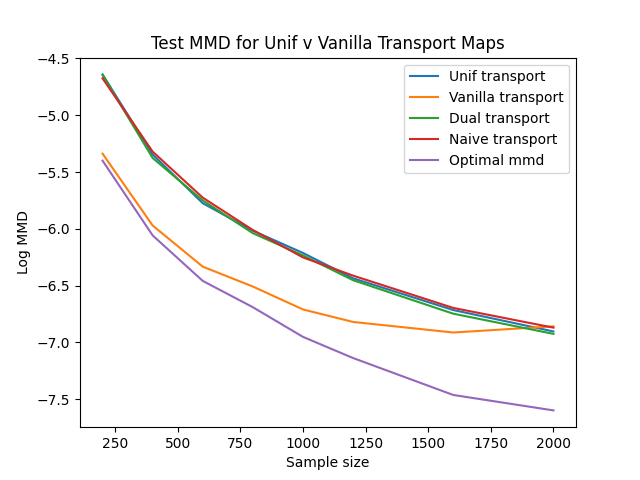 Test MMD for Unif v Vanilla Transport Maps
Unif transport
Vanilla transport
Dual transport
Naive transport
Optimal mmd
Log MMD
−4.5
−5.0
−5.5
−6.0
−6.5
−7.0
−7.5
250 500 750 1000 1250 1500 1750 2000
Sample size